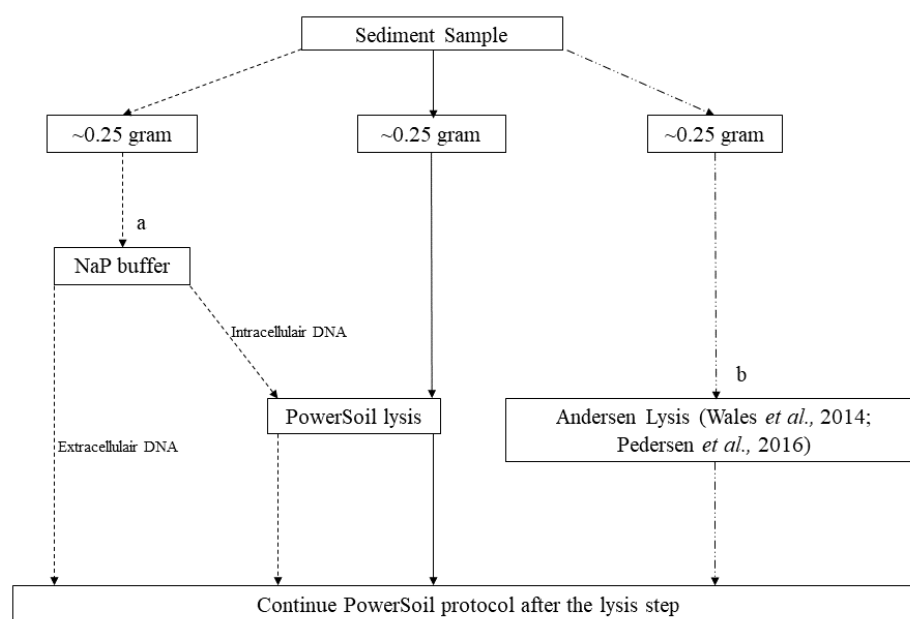 Sediment Sample
~0.25 gram
~0.25 gram
~0.25 gram
a
NaP buffer
Intracellulair DNA
b
PowerSoil lysis
Andersen Lysis (Wales et al., 2014;
Pedersen et al., 2016)
Extracellulair DNA
Continue PowerSoil protocol after the lysis step